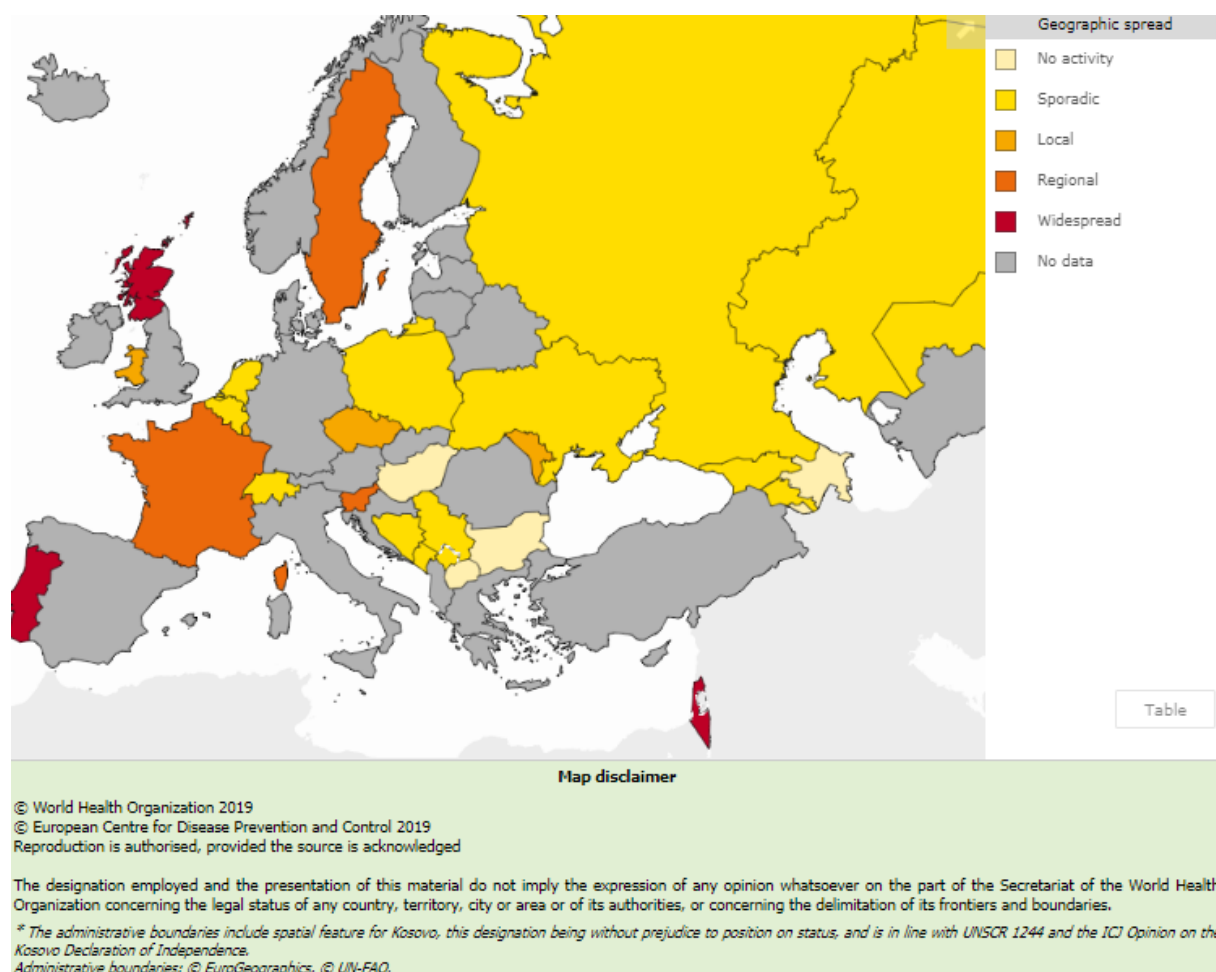 Geographic spread
No activity
Sporadic
Local
Regional
Widespread
No data
Table
Map disclaimer
© World Health Organization 2019
© European Centre for Disease Prevention and Control 2019
Reproduction is authorised, provided the source is acknowledged
The designation employed and the presentation of this material do not imply the expression of any opinion whatsoever on the part of the Secretariat of the World Health
Organization concerning the legal status of any country, territory, city or area or of its authorities, or concerning the delimitation of its frontiers and boundaries.
* The administrative boundaries include spatial feature for Kosovo, this designation being without prejudice to position on status, and is in line with UNSCR 1244 and the ICJ Opinion on the
Kosovo Declaration of Independence.
Administrative boundaries: © EuroGeographics, © UN-FAO.